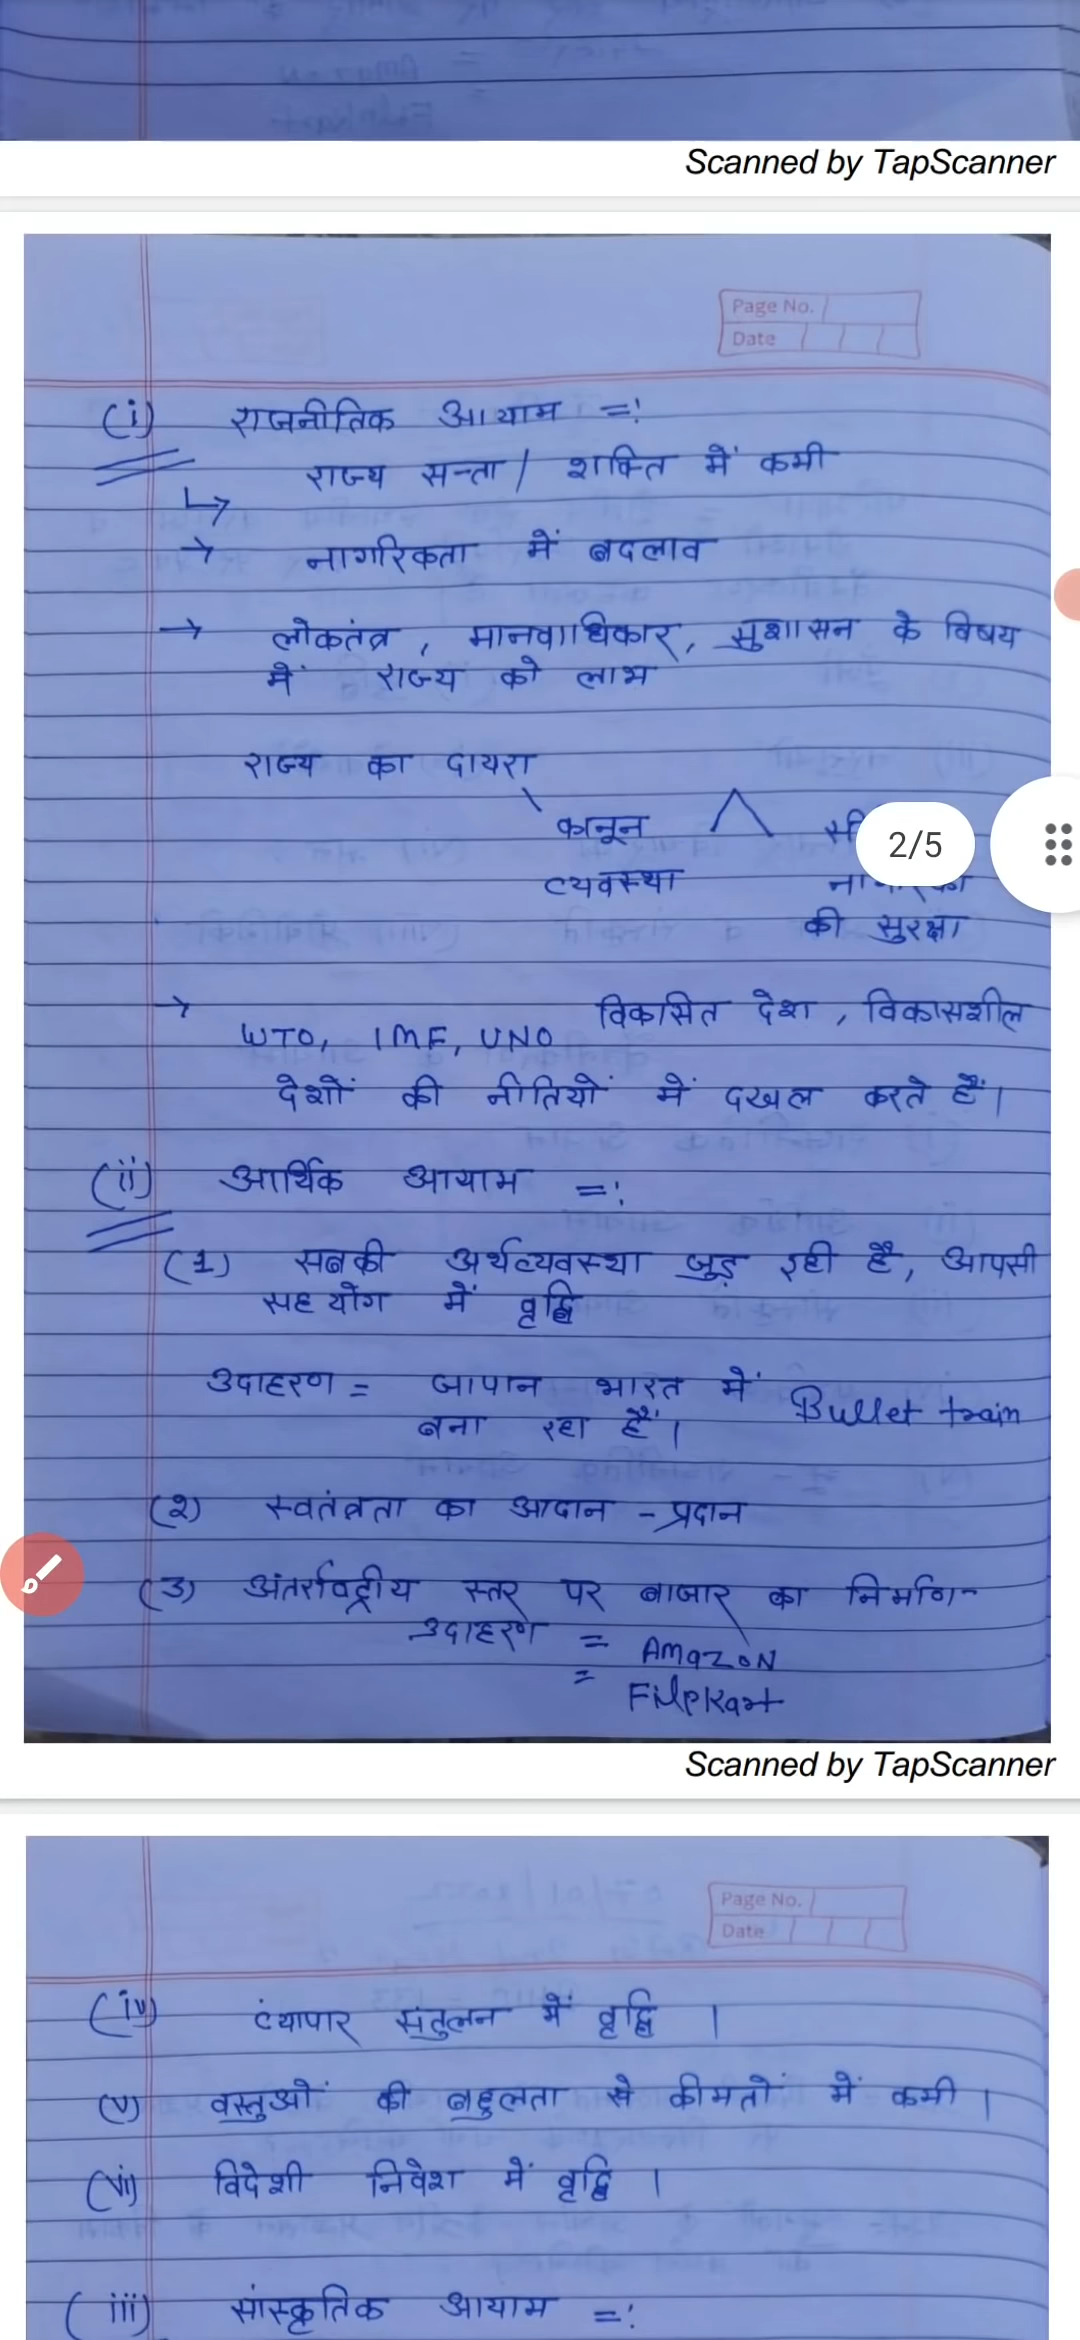 Scanned by TapScanner
Page No.
Date
(i) राजनीतिक आयाम =:
राज्य सत्ता / शक्ति में कमी
→ नागरिकता में बदलाव
→ लोकतंत्र, मानवाधिकार, सुशासन के विषय
में राज्य को लाभ
राज्य का दायरा
कानून
व्यवस्था
की सुरक्षा
2/5
→ WTO, IMF, UNO विकसित देश, विकासशील
देशों की नीतियों में दखल करते हैं।
(ii) आर्थिक आयाम =:
(1) सबकी अर्थव्यवस्था जुड़ रही है, आपसी
सहयोग में वृद्धि
उदाहरण = जापान भारत में Bullet train
बना रहा हैं।
(2) स्वतंत्रता का आदान - प्रदान
(3) अंतर्राष्ट्रीय स्तर पर बाजार का निर्माण-
उदाहरण = Amazon
= FilpKart
Scanned by TapScanner
Page No.
Date
(iv) व्यापार संतुलन में वृद्धि ।
(v) वस्तुओं की बहुलता से कीमतों में कमी ।
(vi) विदेशी निवेश में वृद्धि ।
(iii) सांस्कृतिक आयाम =: